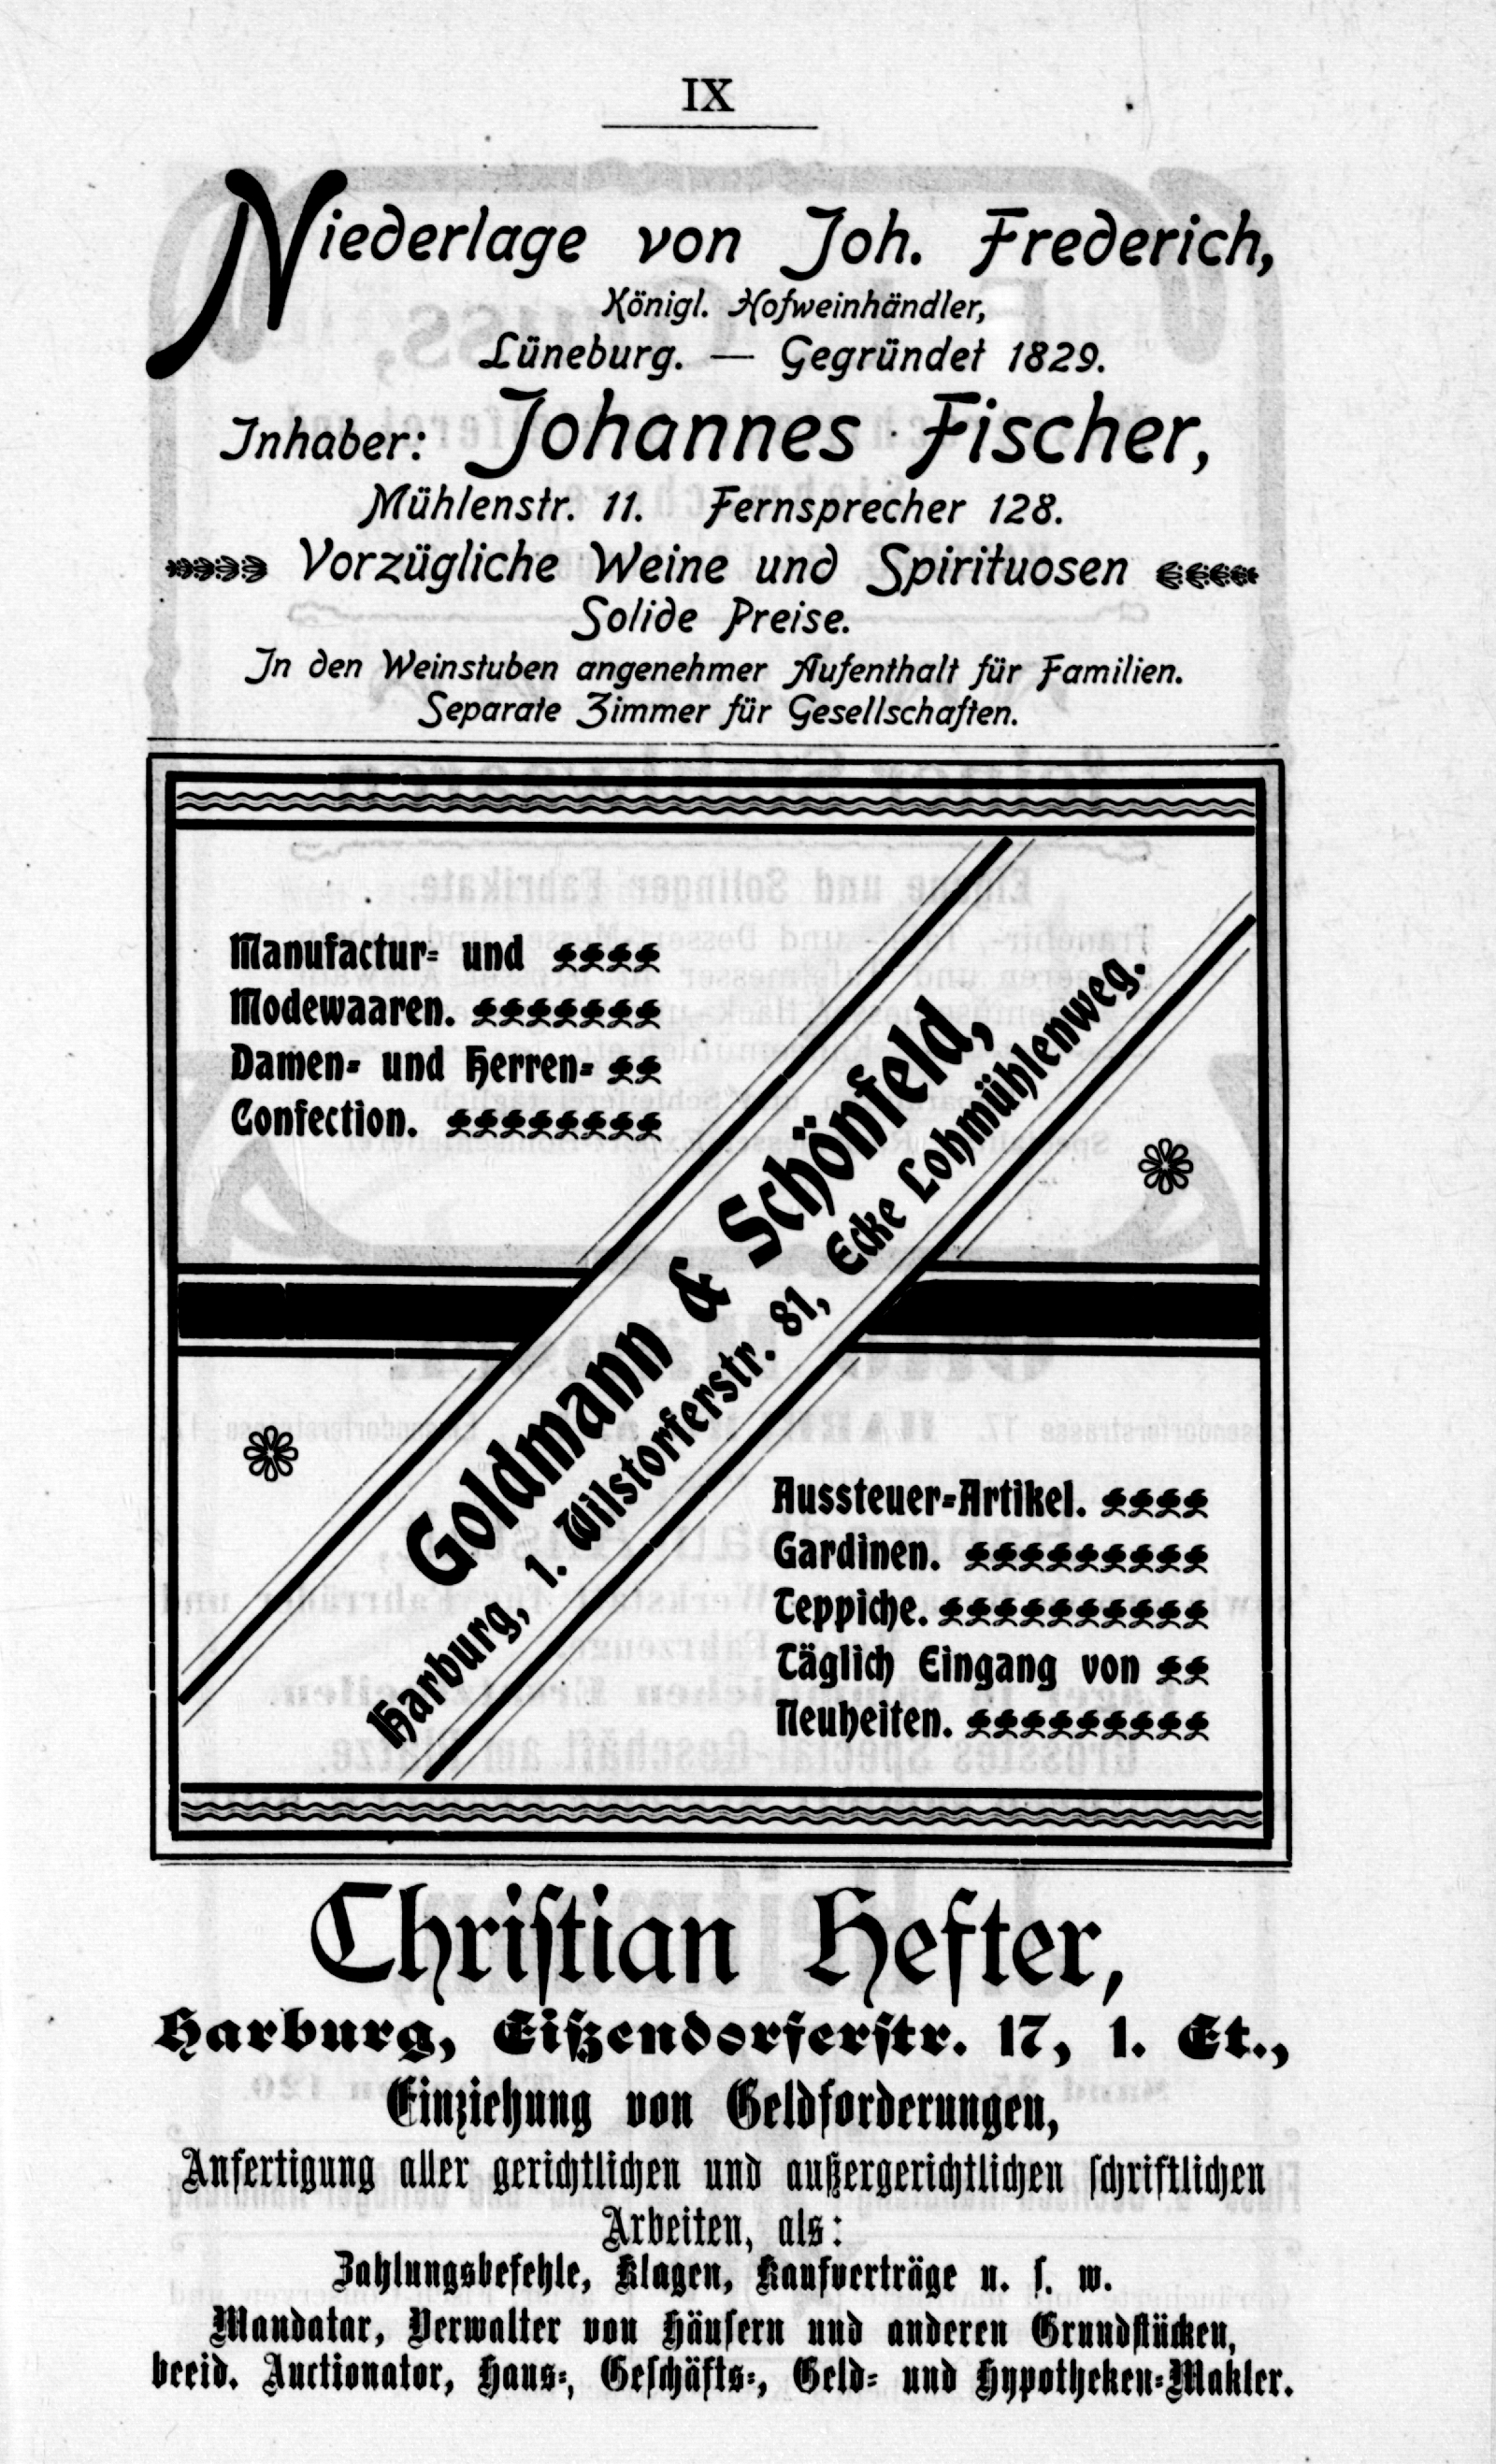 IX
Niederlage von Joh. Frederich,
Königl. Hofweinhändler,
Lüneburg. — Gegründet 1829.
Inhaber: Johannes Fischer,
Mühlenstr. 11. Fernsprecher 128.
Vorzügliche Weine und Spirituosen
Solide Preise.
In den Weinstuben angenehmer Aufenthalt für Familien.
Separate Zimmer für Gesellschaften.
Manufactur- und
Modewaaren.
Damen- und Herren-
Confection.
Goldmann & Schönfeld,
Harburg, 1. Wilstorferstr. 81, Ecke Lohmühlenweg.
Aussteuer-Artikel.
Gardinen.
Teppiche.
Täglich Eingang von
Neuheiten.
Chriſtian Hefter,
Harburg, Eißendorferſtr. 17, 1. Et.,
Einziehung von Geldforderungen,
Anfertigung aller gerichtlichen und außergerichtlichen ſchriftlichen
Arbeiten, als:
Zahlungsbefehle, Klagen, Kaufverträge u. ſ. w.
Mandatar, Verwalter von Häuſern und anderen Grundſtücken,
beeid. Auctionator, Haus-, Geſchäfts-, Geld- und Hypotheken-Makler.